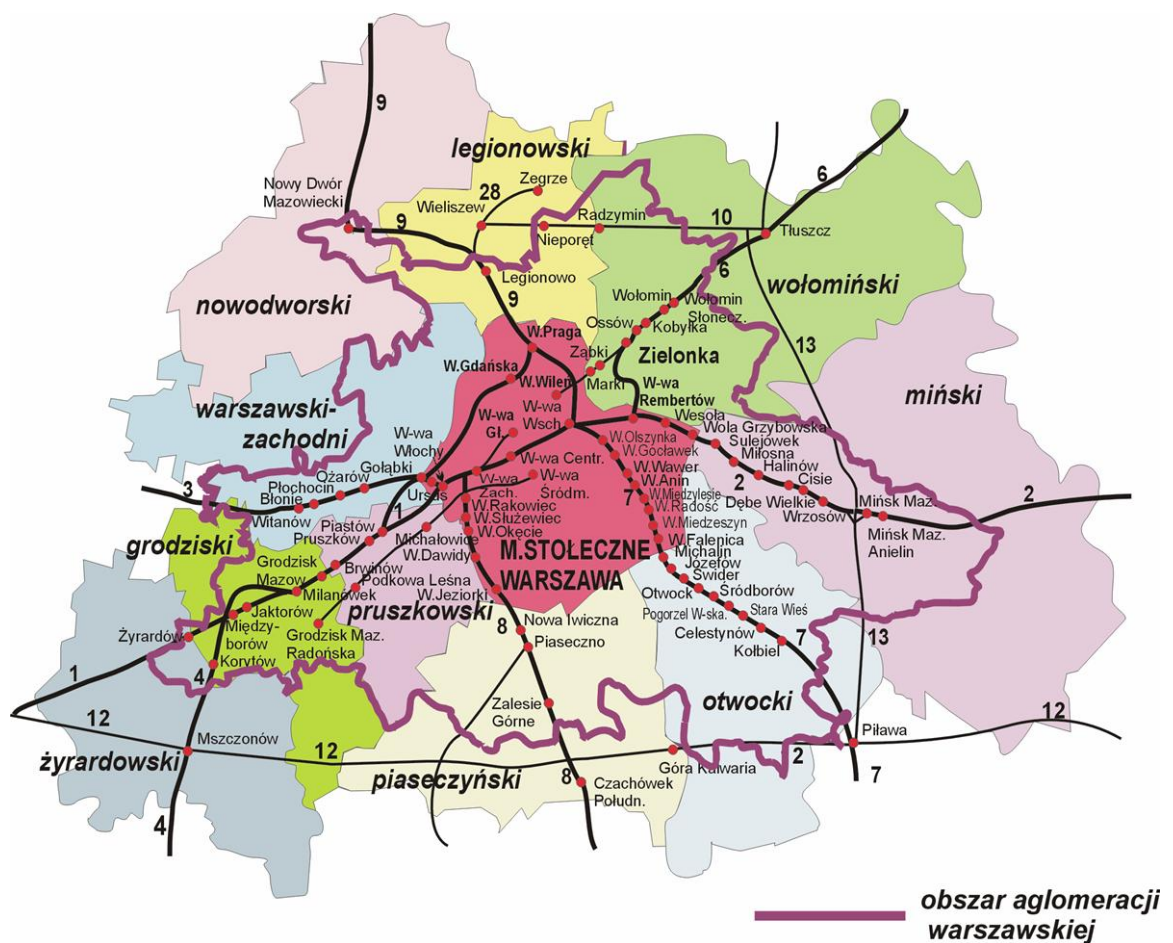 9
legionowski
Zegrze
6
Nowy Dwór
Mazowiecki
28
Wieliszew
Radzymin
10
9
Nieporęt
Tłuszcz
6
Legionowo
wołomiński
nowodworski
9
Wołomin
Wołomin
Słonecz.
Ossów
Kobyłka
W.Praga
13
Ząbki
Zielonka
W.Gdańska
Marki
W.Wilen
miński
W-wa
Rembertów
warszawski-
zachodni
W-wa
Gł.
W-wa
Wsch.
Wesoła
Wola Grzybowska
W-wa
Włochy
W.Olszynka
Sulejówek
Miłosna
W.Gocławek
Gołąbki
W-wa Centr.
W.Wawer
Halinów
Ożarów
W.Anin
2
Cisie
Płochocin
Ursus
W-wa
Zach.
W-wa
Śródm.
7
W.Miedzylesie
3
Błonie
Dębe Wielkie
Mińsk Maz.
2
Witanów
1
W.Rakowiec
W.Radość
Wrzosów
Piastów
W.Służewiec
W.Miedzeszyn
Pruszków
W.Okęcie
Mińsk Maz.
Anielin
Michałowice
W.Falenica
grodziski
M.STOŁECZNE
WARSZAWA
W.Dawidy
Michalin
Grodzisk
Mazow.
Brwinów
Józefów
Podkowa Leśna
Świder
Milanówek
W.Jeziorki
Otwock
Śródborów
pruszkowski
Jaktorów
Pogorzel W-ska.
Stara Wieś
Żyrardów
Między-
borów
Grodzisk Maz.
Radońska
8
Nowa Iwiczna
Celestynów
7
13
Piaseczno
Kołbiel
Korytów
1
4
otwocki
Zalesie
Górne
12
12
Mszczonów
Piława
żyrardowski
12
2
piaseczyński
Góra Kalwaria
8
Czachówek
Połudn.
7
4
obszar aglomeracji
warszawskiej